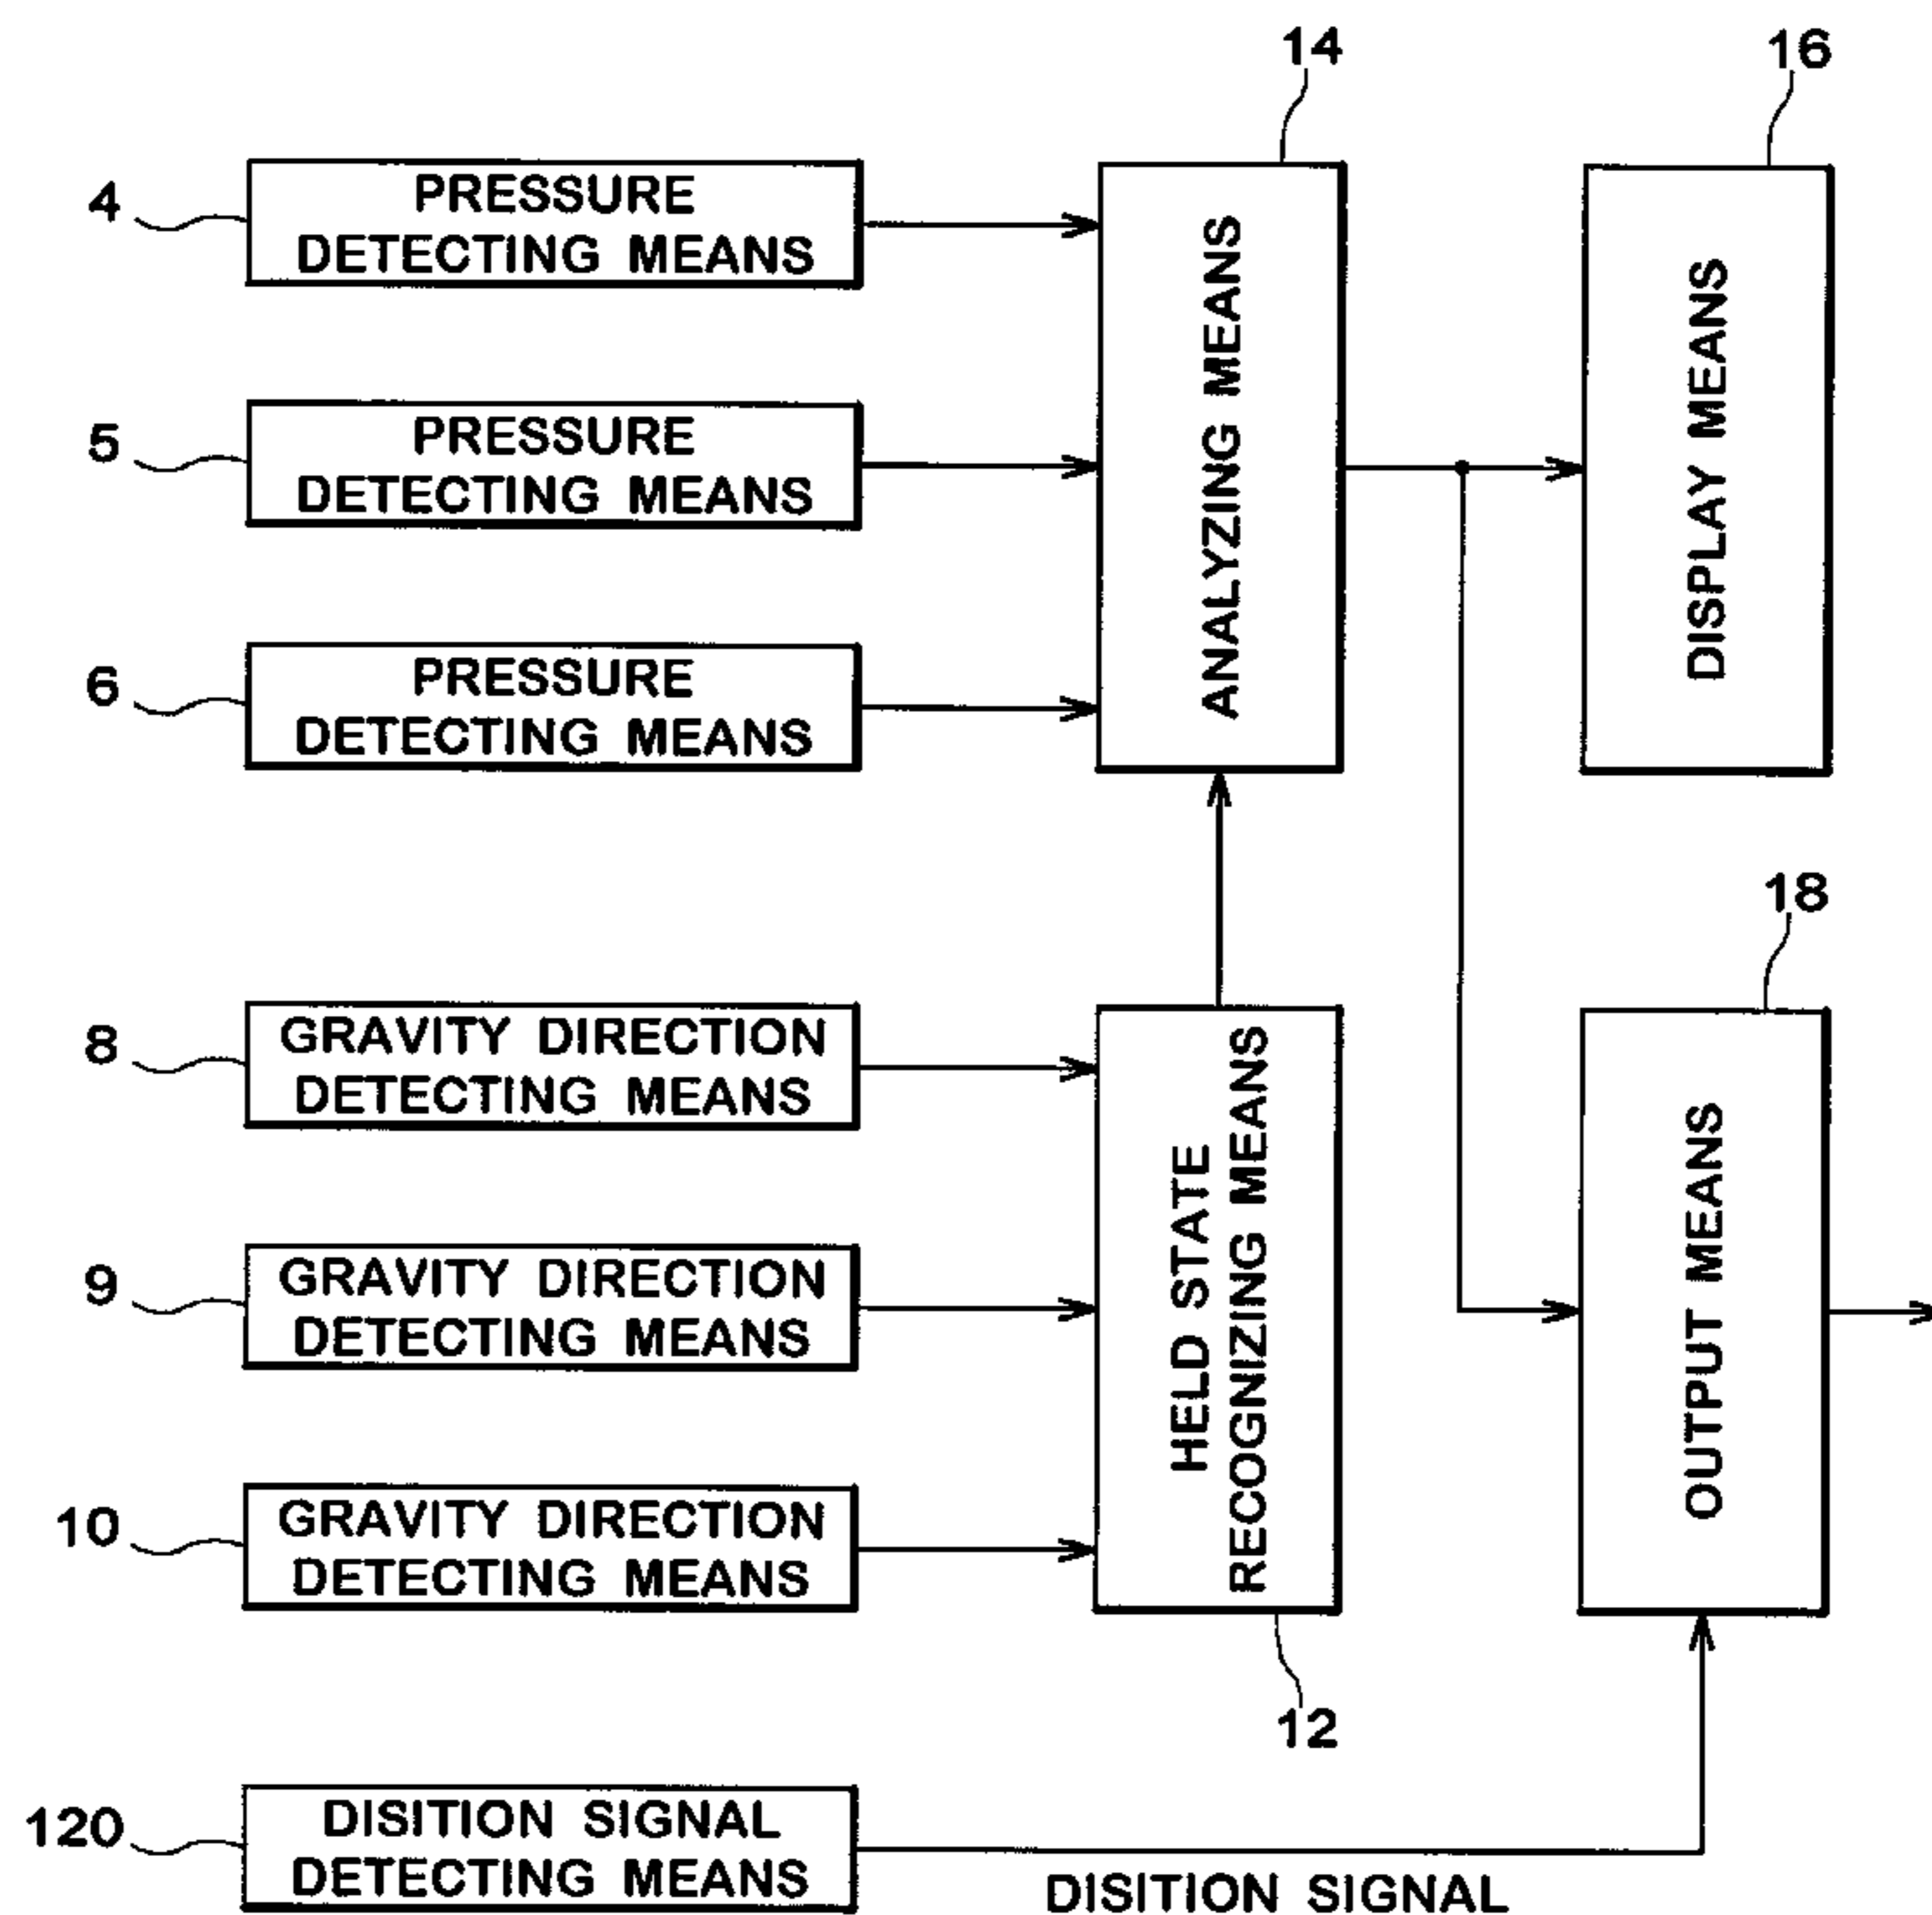 14
16
4
PRESSURE
DETECTING MEANS
5
PRESSURE
DETECTING MEANS
6
PRESSURE
DETECTING MEANS
ANALYZING MEANS
DISPLAY MEANS
18
8
GRAVITY DIRECTION
DETECTING MEANS
9
GRAVITY DIRECTION
DETECTING MEANS
10
GRAVITY DIRECTION
DETECTING MEANS
HELD STATE
RECOGNIZING MEANS
OUTPUT MEANS
12
120
DISITION SIGNAL
DETECTING MEANS
DISITION SIGNAL